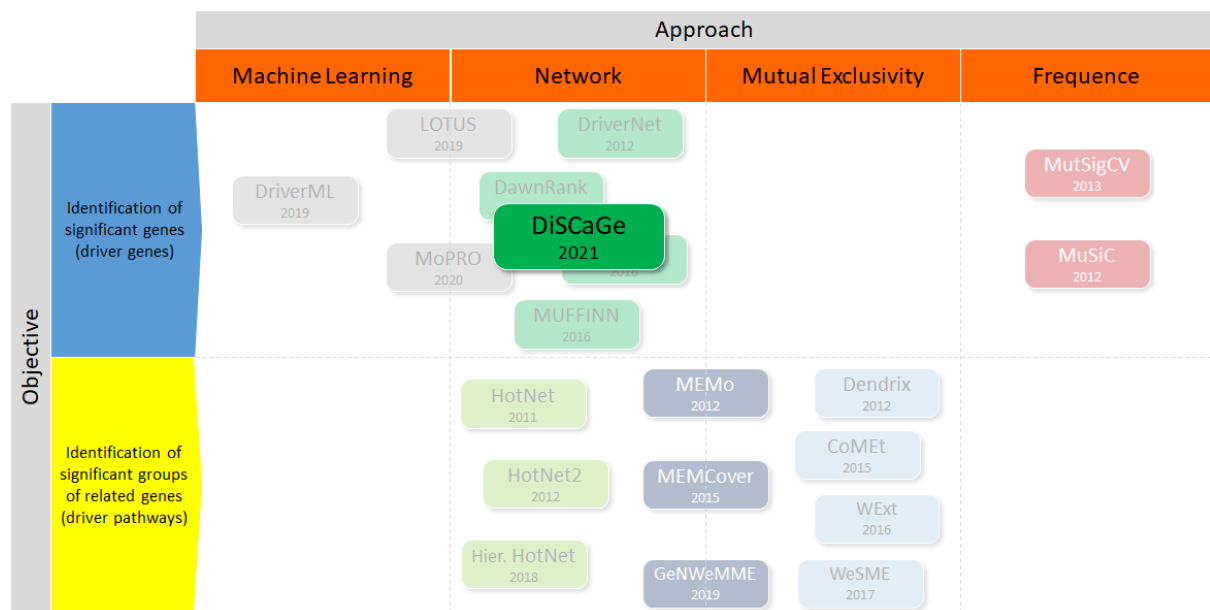 Approach
Machine Learning
Network
Mutual Exclusivity
Frequence
Objective
Identification of
significant genes
(driver genes)
LOTUS
2019
DriverNet
2012
DriverML
2019
DawnRank
DiSCaGe
2021
MoPRO
2020
2016
MUFFINN
2016
MutSigCV
2013
MuSiC
2012
Identification of
significant groups
of related genes
(driver pathways)
HotNet
2011
MEMo
2012
Dendrix
2012
CoMEt
2015
HotNet2
2012
MEMCover
2015
WExt
2016
Hier. HotNet
2018
GeNWeMME
2019
WeSME
2017